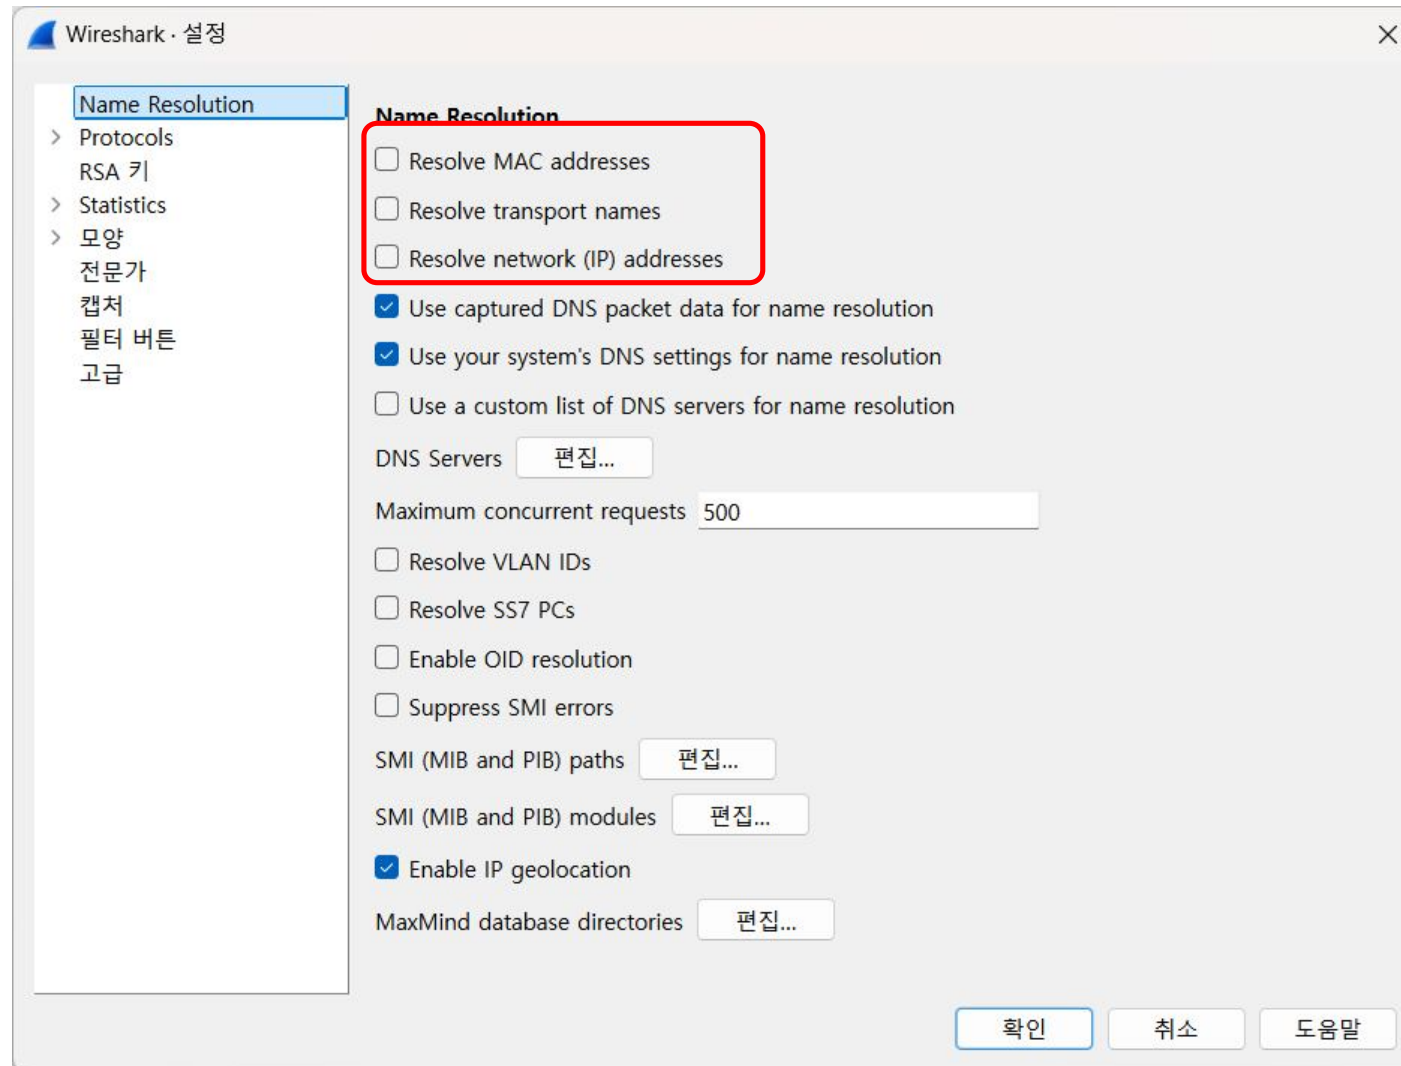 Wireshark · 설정
Name Resolution
Protocols
RSA 키
Statistics
모양
전문가
캡처
필터 버튼
고급
Name Resolution
Resolve MAC addresses
Resolve transport names
Resolve network (IP) addresses
Use captured DNS packet data for name resolution
Use your system's DNS settings for name resolution
Use a custom list of DNS servers for name resolution
DNS Servers 편집...
Maximum concurrent requests 500
Resolve VLAN IDs
Resolve SS7 PCs
Enable OID resolution
Suppress SMI errors
SMI (MIB and PIB) paths 편집...
SMI (MIB and PIB) modules 편집...
Enable IP geolocation
MaxMind database directories 편집...
확인 취소 도움말